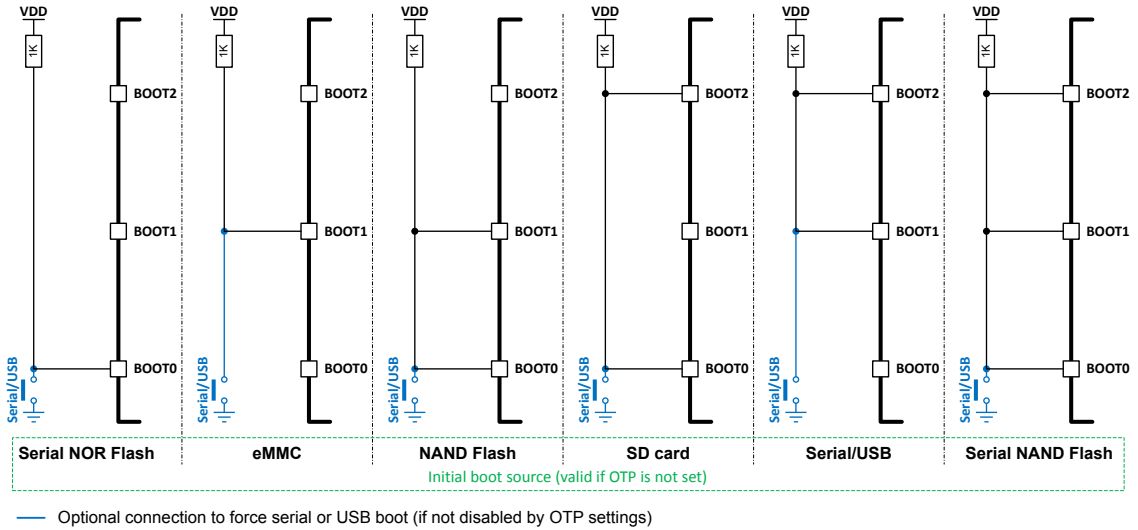 VDD VDD VDD VDD VDD VDD
1K 1K 1K 1K 1K 1K
BOOT2 BOOT2 BOOT2 BOOT2 BOOT2 BOOT2
BOOT1 BOOT1 BOOT1 BOOT1 BOOT1 BOOT1
BOOT0 BOOT0 BOOT0 BOOT0 BOOT0 BOOT0
Serial/USB Serial/USB Serial/USB Serial/USB Serial/USB Serial/USB
Serial NOR Flash eMMC NAND Flash SD card Serial/USB Serial NAND Flash
Initial boot source (valid if OTP is not set)
Optional connection to force serial or USB boot (if not disabled by OTP settings)